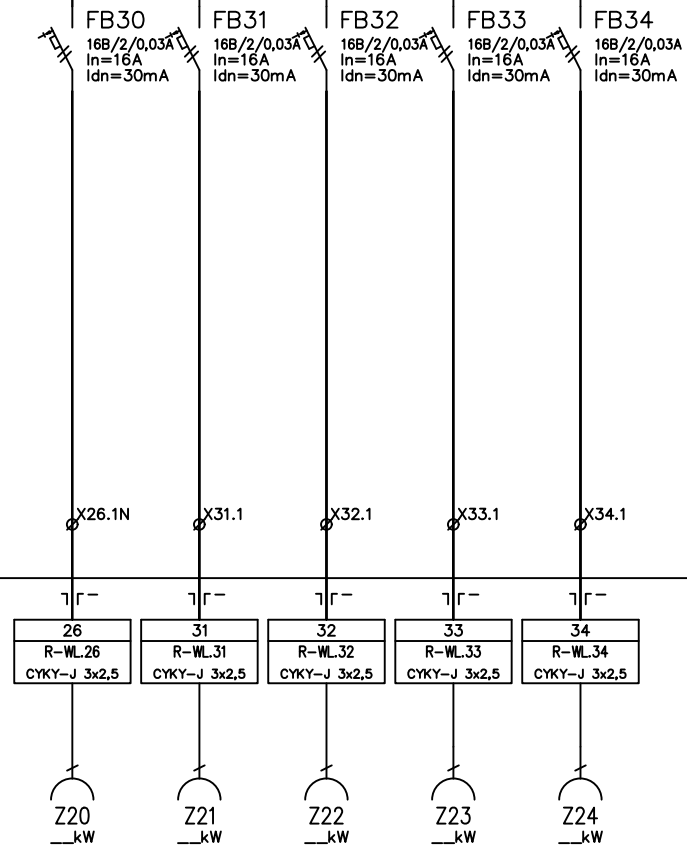 FB30
16B/2/0,03A
In=16A
Idn=30mA
FB31
16B/2/0,03A
In=16A
Idn=30mA
FB32
16B/2/0,03A
In=16A
Idn=30mA
FB33
16B/2/0,03A
In=16A
Idn=30mA
FB34
16B/2/0,03A
In=16A
Idn=30mA
X26.1N
X31.1
X32.1
X33.1
X34.1
26
R-WL.26
CYKY-J 3x2,5
31
R-WL.31
CYKY-J 3x2,5
32
R-WL.32
CYKY-J 3x2,5
33
R-WL.33
CYKY-J 3x2,5
34
R-WL.34
CYKY-J 3x2,5
Z20
__kW
Z21
__kW
Z22
__kW
Z23
__kW
Z24
__kW